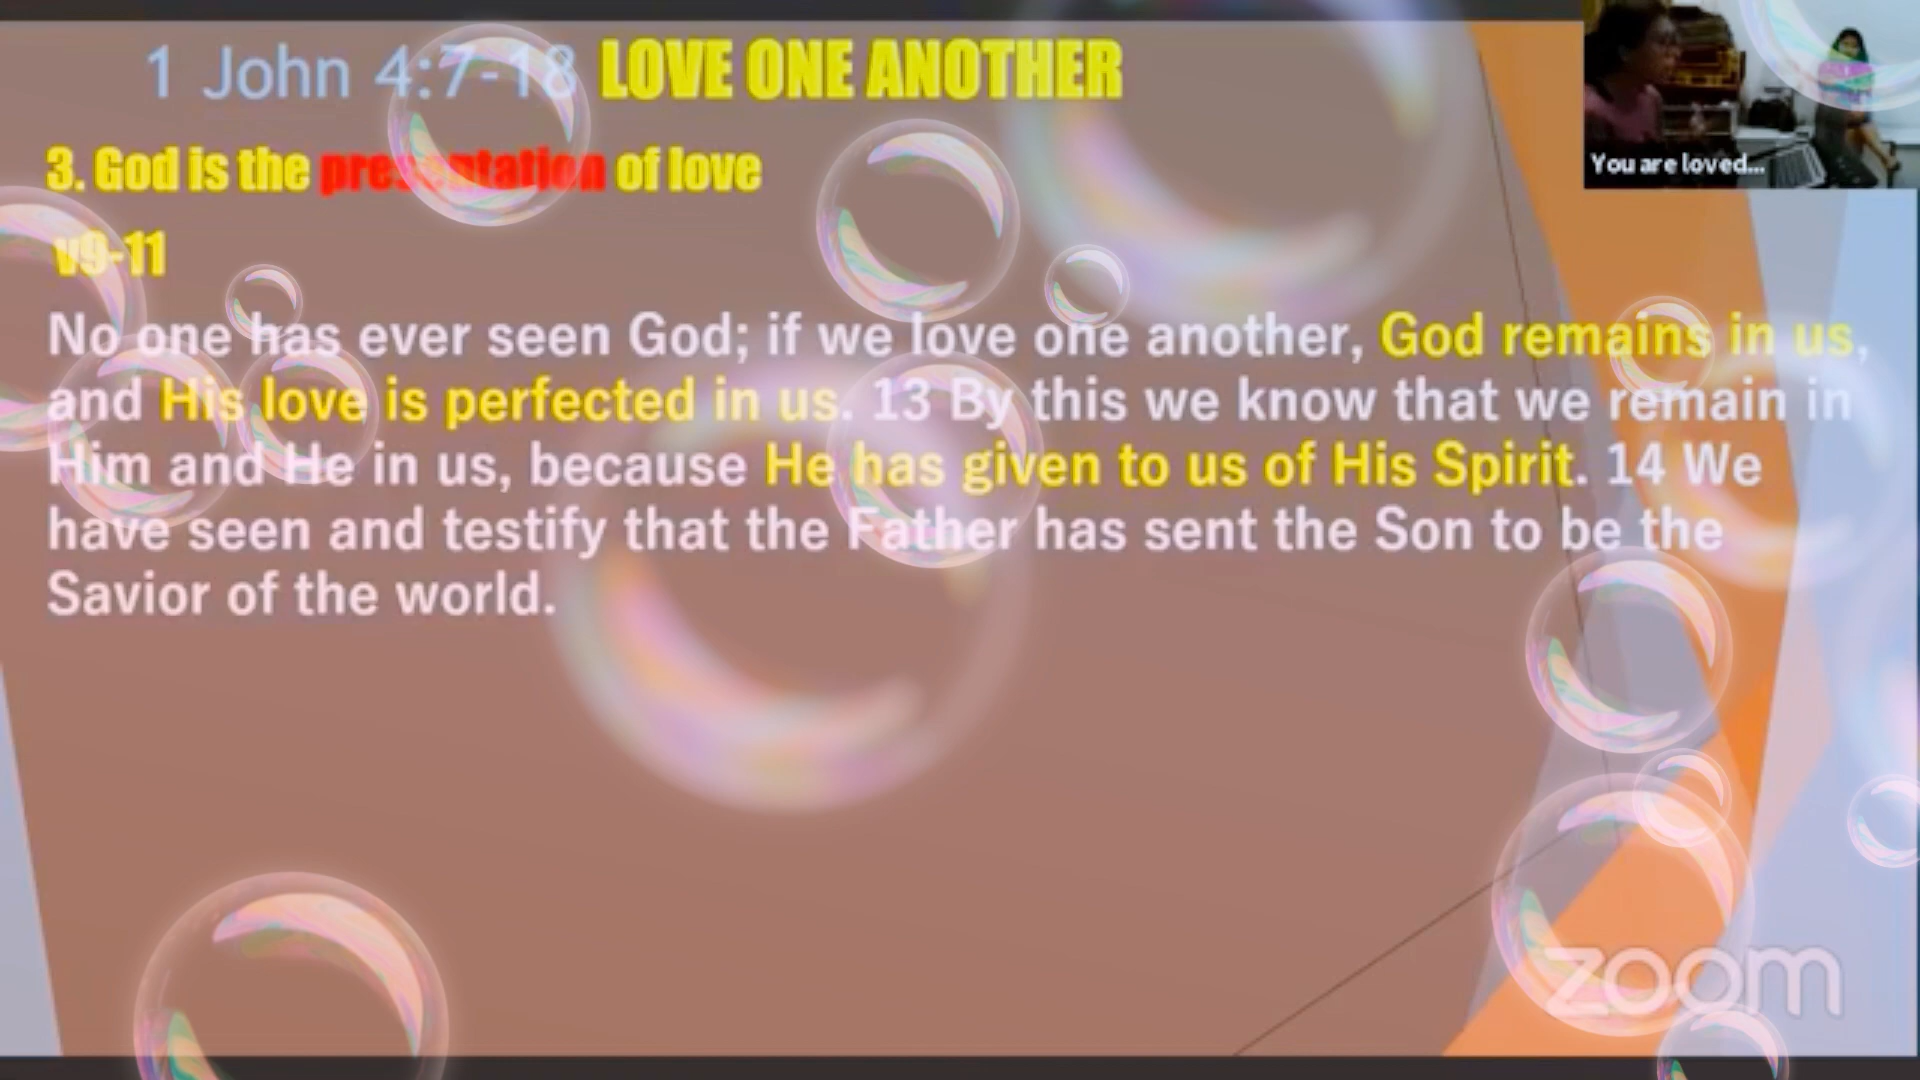 1 John 4:7-18 LOVE ONE ANOTHER
You are loved...
3. God is the presentation of love
v9-11
No one has ever seen God; if we love one another, God remains in us,
and His love is perfected in us. 13 By this we know that we remain in
Him and He in us, because He has given to us of His Spirit. 14 We
have seen and testify that the Father has sent the Son to be the
Savior of the world.
zoom